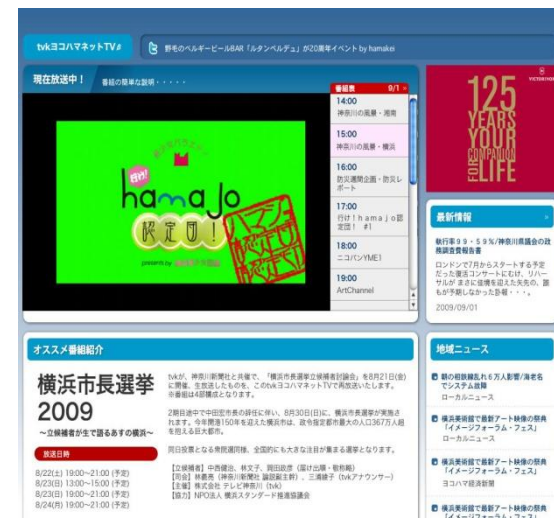 tvkヨコハマネットTV♬
野毛のベルギービールBAR「ルタンベルデュ」が20周年イベント by hamakei
現在放送中！
番組の簡単な説明・・・・・
行け!
hamajo
認定団!
presents by
番組表 9/1
14:00
神奈川の風景・湘南
15:00
神奈川の風景・横浜
16:00
防災週間企画・防災レ
ポート
17:00
行け！hamajo認
定団！ #1
18:00
ニコパンYME1
19:00
ArtChannel
VICTORINOX
125
YEARS
YOUR
COMPANION
FOR LIFE
最新情報
執行率99・59%/神奈川県議会の政
務調査費報告書
ロンドンで7月からスタートする予定
だった復活コンサートにむけ、リハー
サルが まさに佳境を迎えた矢先の、誰
もが予期しなかった訃報・・・。
2009/09/01
オススメ番組紹介
横浜市長選挙
2009
～立候補者が生で語るあすの横浜～
放送日時
8/22(土) 19:00～21:00 (予定)
8/23(日) 13:00～15:00 (予定)
8/23(日) 19:00～21:00 (予定)
8/24(月) 19:00～21:00 (予定)
tvkが、神奈川新聞社と共催で、「横浜市長選挙立候補者討論会」を8月21日(金)
に開催、生放送したものを、このtvkヨコハマネットTVで再放送いたします。
※番組は4部構成となります。
2期目途中で中田宏市長の辞任に伴い、8月30日(日)に、横浜市長選挙が実施さ
れます。今年開港150年を迎えた横浜市は、政令指定都市最大の人口367万人超
を抱える巨大都市。
同日投票となる衆院選同様、全国的にも大きな注目が集まる選挙となります。
【立候補者】中西健治、林文子、岡田政彦（届け出順・敬称略）
【司会】林義亮（神奈川新聞社 論説副主幹）、三浦綾子（tvkアナウンサー）
【主催】株式会社 テレビ神奈川（tvk）
【協力】NPO法人 横浜スタンダード推進協議会
地域ニュース
朝の相鉄線乱れ6万人影響/海老名
でシステム故障
ローカルニュース
横浜美術館で最新アート映像の祭典
「イメージフォーラム・フェス」
ローカルニュース
横浜美術館で最新アート映像の祭典
「イメージフォーラム・フェス」
ヨコハマ経済新聞
横浜美術館で最新アート映像の祭典
「イメージフォーラム・フェス」